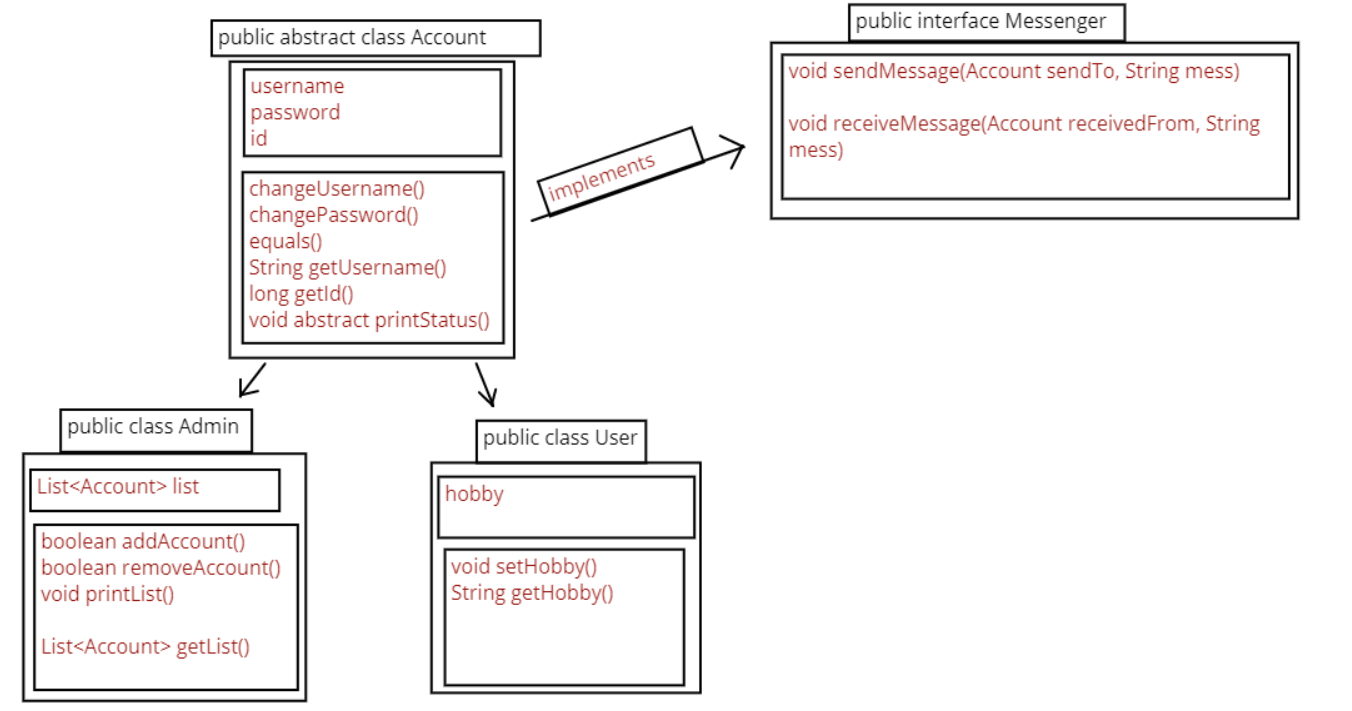 public abstract class Account
username
password
id
changeUsername()
changePassword()
equals()
String getUsername()
long getId()
void abstract printStatus()
implements
public interface Messenger
void sendMessage(Account sendTo, String mess)
void receiveMessage(Account receivedFrom, String
mess)
public class Admin
List<Account> list
boolean addAccount()
boolean removeAccount()
void printList()
List<Account> getList()
public class User
hobby
void setHobby()
String getHobby()